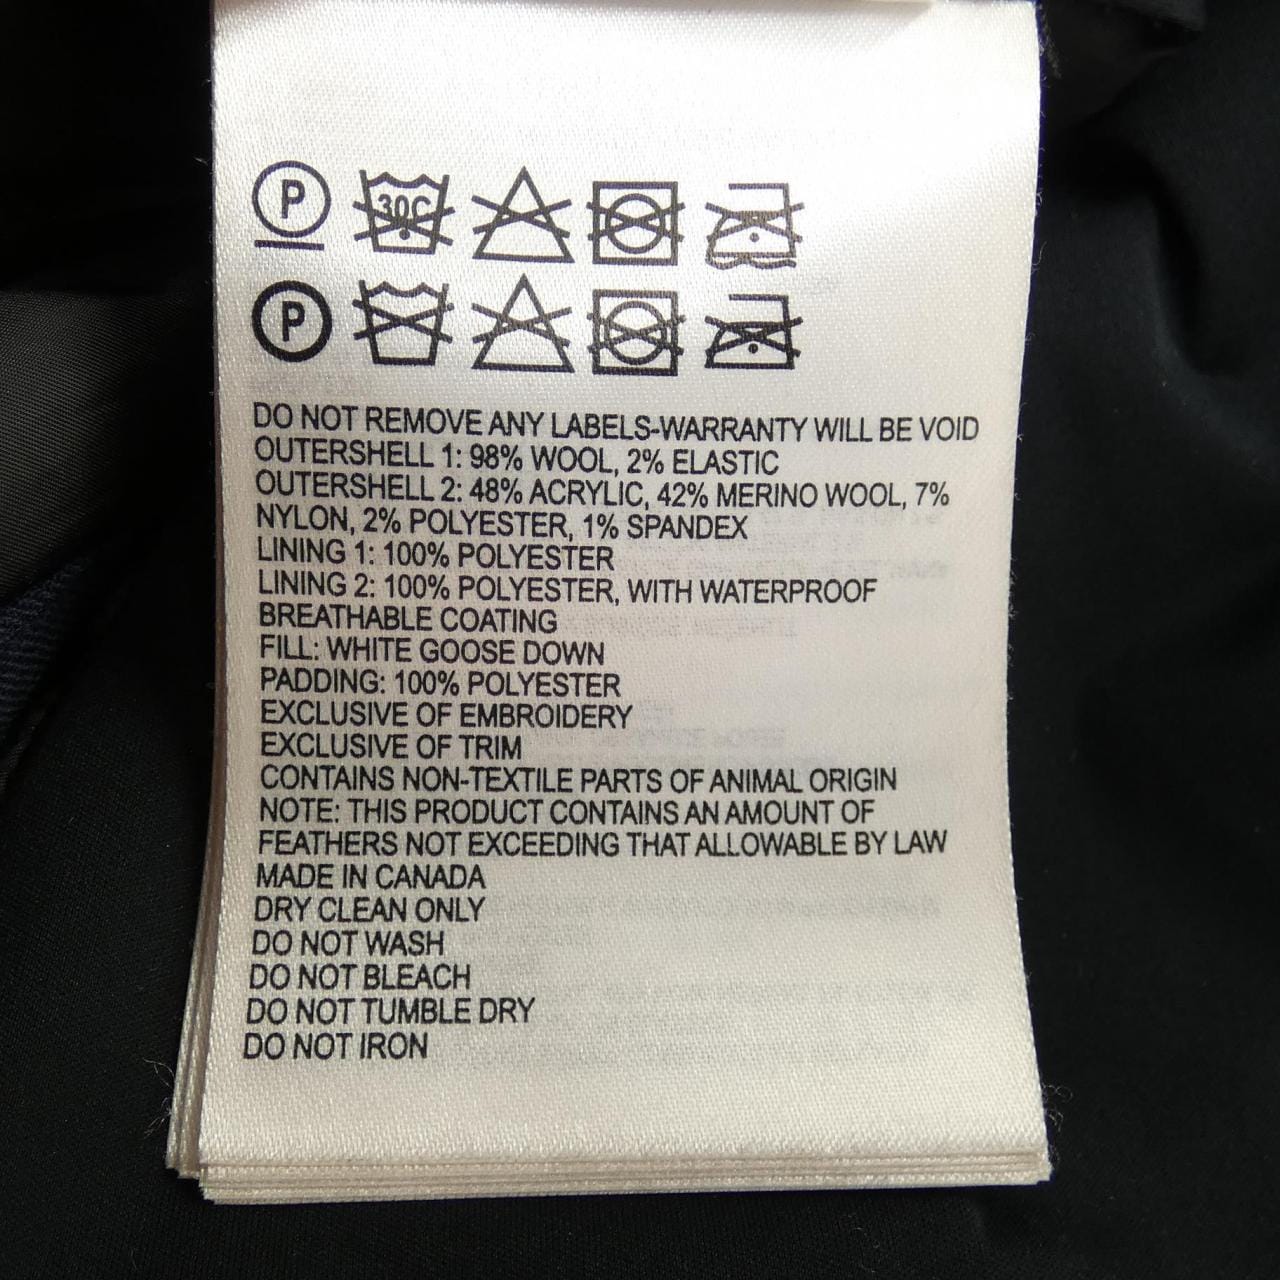 P 30C
P
DO NOT REMOVE ANY LABELS-WARRANTY WILL BE VOID
OUTERSHELL 1: 98% WOOL, 2% ELASTIC
OUTERSHELL 2: 48% ACRYLIC, 42% MERINO WOOL, 7%
NYLON, 2% POLYESTER, 1% SPANDEX
LINING 1: 100% POLYESTER
LINING 2: 100% POLYESTER, WITH WATERPROOF
BREATHABLE COATING
FILL: WHITE GOOSE DOWN
PADDING: 100% POLYESTER
EXCLUSIVE OF EMBROIDERY
EXCLUSIVE OF TRIM
CONTAINS NON-TEXTILE PARTS OF ANIMAL ORIGIN
NOTE: THIS PRODUCT CONTAINS AN AMOUNT OF
FEATHERS NOT EXCEEDING THAT ALLOWABLE BY LAW
MADE IN CANADA
DRY CLEAN ONLY
DO NOT WASH
DO NOT BLEACH
DO NOT TUMBLE DRY
DO NOT IRON